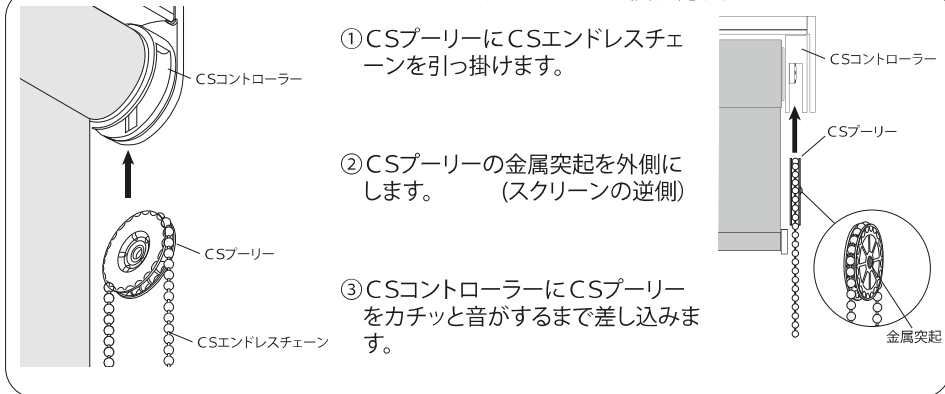 ①CSプーリーにCSエンドレスチェ
ーンを引っ掛けます。
②CSプーリーの金属突起を外側に
します。 (スクリーンの逆側)
③CSコントローラーにCSプーリー
をカチッと音がするまで差し込みま
す。
CSコントローラー
CSプーリー
CSエンドレスチェーン
CSコントローラー
CSプーリー
金属突起